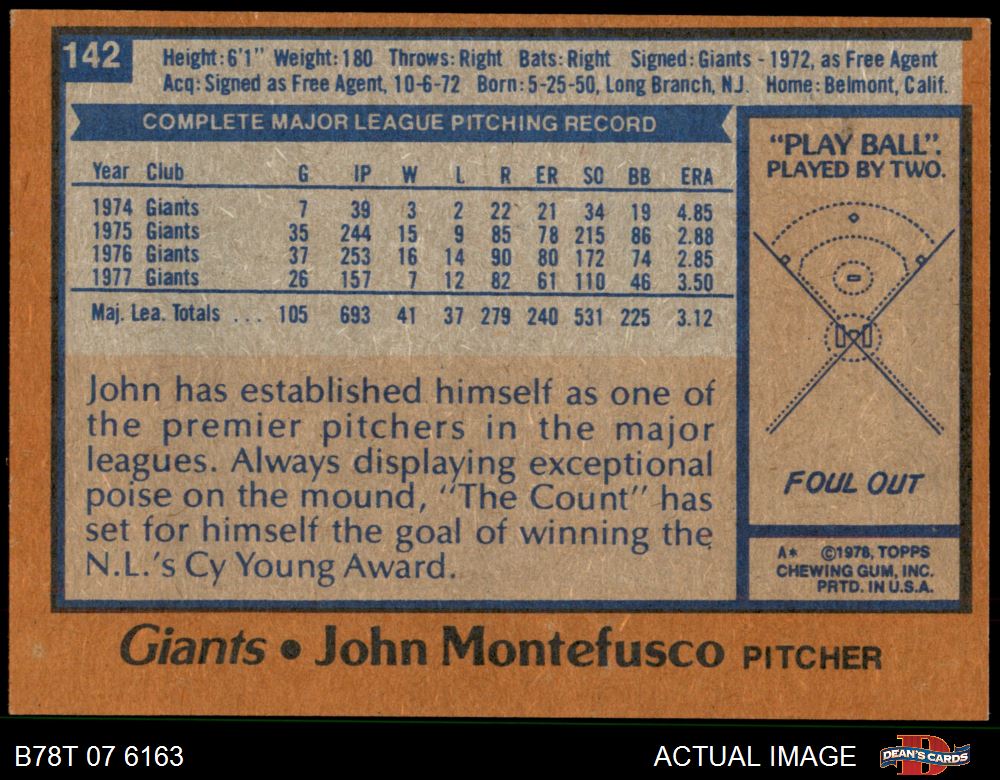 142
Height: 6'1" Weight: 180 Throws: Right Bats: Right Signed: Giants - 1972, as Free Agent
Acq: Signed as Free Agent, 10-6-72 Born: 5-25-50, Long Branch, N.J. Home: Belmont, Calif.
COMPLETE MAJOR LEAGUE PITCHING RECORD
Year Club G IP W L R ER SO BB ERA
1974 Giants 7 39 3 2 22 21 34 19 4.85
1975 Giants 35 244 15 9 85 78 215 86 2.88
1976 Giants 37 253 16 14 90 80 172 74 2.85
1977 Giants 26 157 7 12 82 61 110 46 3.50
Maj. Lea. Totals ... 105 693 41 37 279 240 531 225 3.12
John has established himself as one of
the premier pitchers in the major
leagues. Always displaying exceptional
poise on the mound, "The Count" has
set for himself the goal of winning the
N.L.'s Cy Young Award.
"PLAY BALL".
PLAYED BY TWO.
FOUL OUT
A* ©1978, TOPPS
CHEWING GUM, INC.
PRTD. IN U.S.A.
Giants • John Montefusco PITCHER
B78T 07 6163
ACTUAL IMAGE
D
DEAN'S CARDS